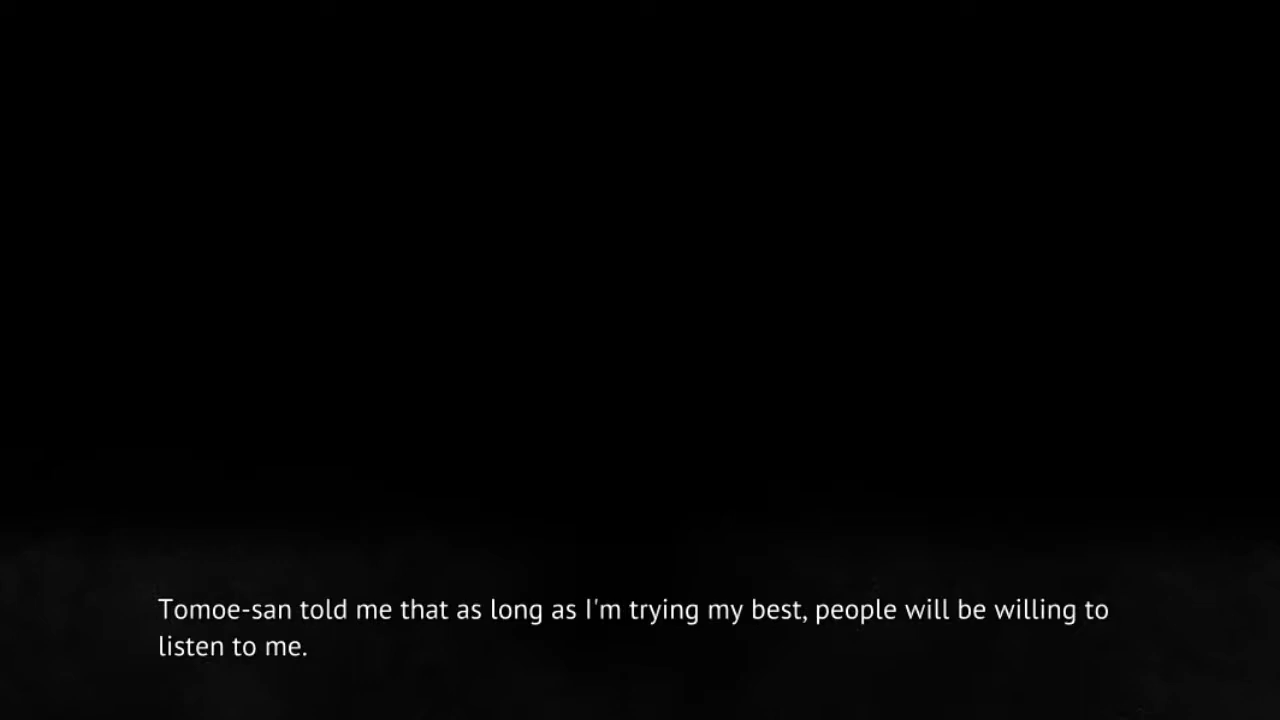 Tomoe-san told me that as long as I'm trying my best, people will be willing to
listen to me.